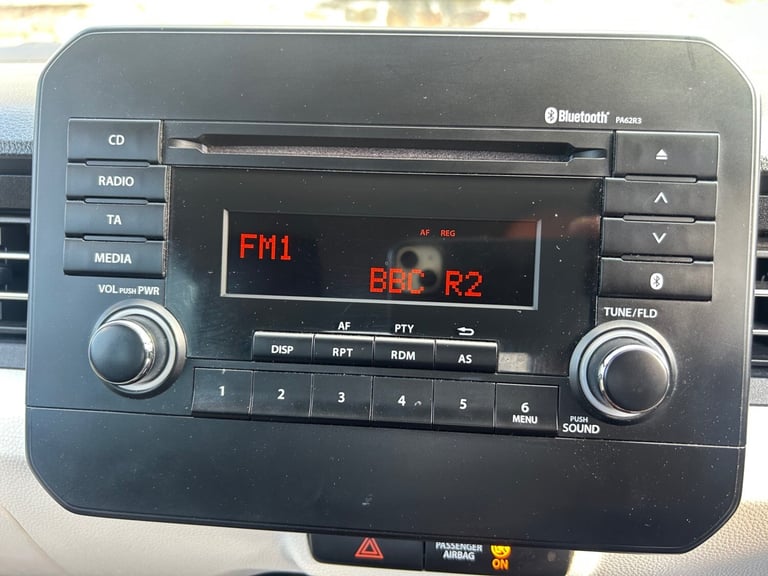 Bluetooth® PA62R3
CD
RADIO
TA
MEDIA
AF REG
FM1
BBC R2
VOL PUSH PWR
TUNE/FLD
AF PTY
DISP RPT RDM AS
1 2 3 4 5 6
MENU
PUSH
SOUND
PASSENGER
AIRBAG
ON